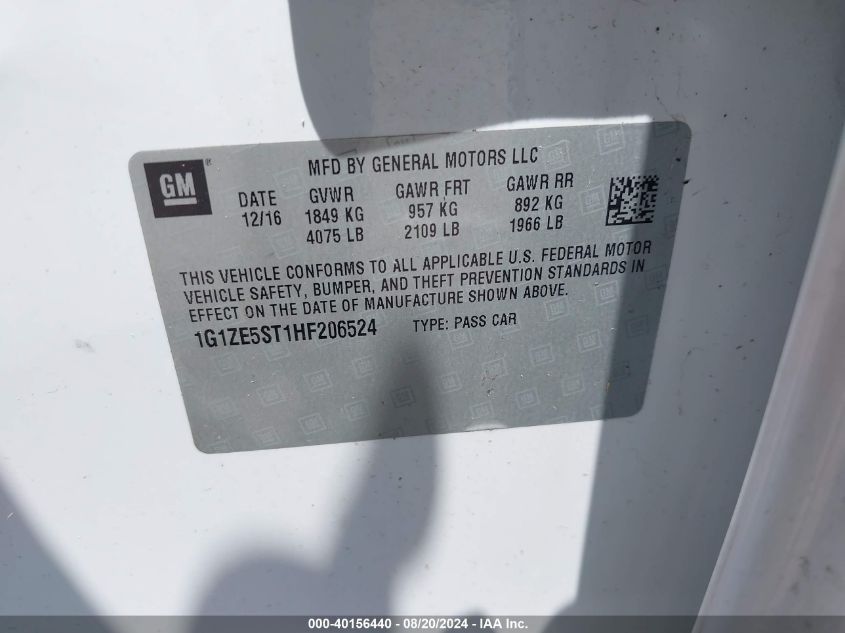 MFD BY GENERAL MOTORS LLC
GM®
DATE GVWR GAWR FRT GAWR RR
12/16 1849 KG 957 KG 892 KG
4075 LB 2109 LB 1966 LB
THIS VEHICLE CONFORMS TO ALL APPLICABLE U.S. FEDERAL MOTOR
VEHICLE SAFETY, BUMPER, AND THEFT PREVENTION STANDARDS IN
EFFECT ON THE DATE OF MANUFACTURE SHOWN ABOVE.
1G1ZE5ST1HF206524 TYPE: PASS CAR
000-40156440 - 08/20/2024 - IAA Inc.